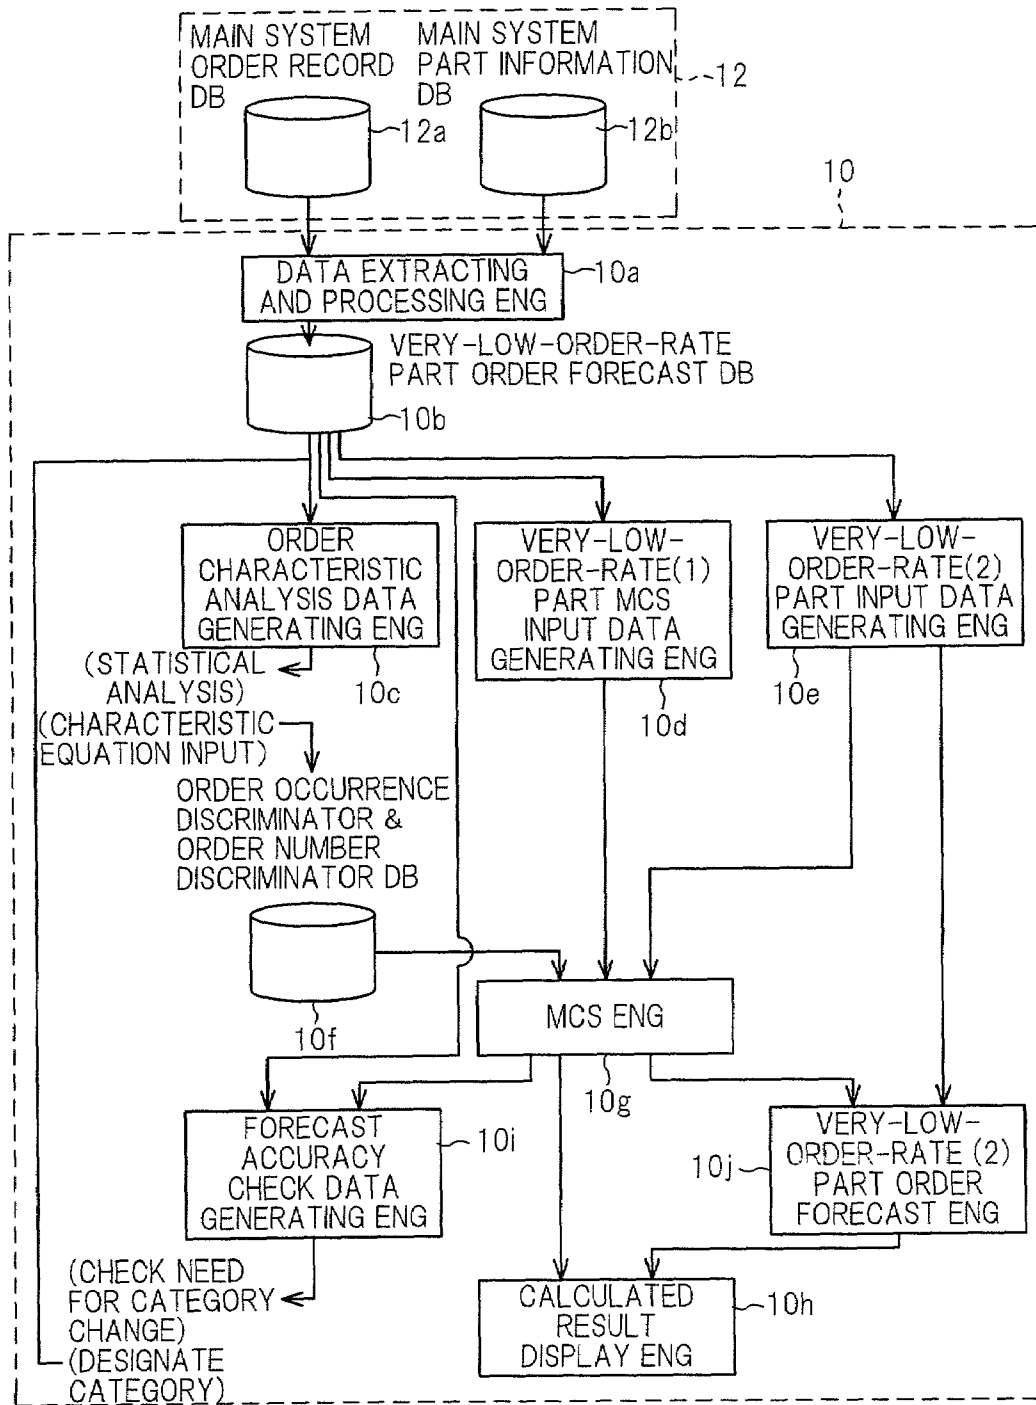 MAIN SYSTEM
ORDER RECORD
DB
MAIN SYSTEM
PART INFORMATION
DB
12
12a
12b
10
DATA EXTRACTING
AND PROCESSING ENG
10a
VERY-LOW-ORDER-RATE
PART ORDER FORECAST DB
10b
ORDER
CHARACTERISTIC
ANALYSIS DATA
GENERATING ENG
10c
VERY-LOW-
ORDER-RATE(1)
PART MCS
INPUT DATA
GENERATING ENG
10d
VERY-LOW-
ORDER-RATE(2)
PART INPUT DATA
GENERATING ENG
10e
(STATISTICAL
ANALYSIS)
(CHARACTERISTIC
EQUATION INPUT)
ORDER OCCURRENCE
DISCRIMINATOR &
ORDER NUMBER
DISCRIMINATOR DB
10f
MCS ENG
10g
FORECAST
ACCURACY
CHECK DATA
GENERATING ENG
10i
VERY-LOW-
ORDER-RATE (2)
PART ORDER
FORECAST ENG
10j
(CHECK NEED
FOR CATEGORY
CHANGE)
(DESIGNATE
CATEGORY)
CALCULATED
RESULT
DISPLAY ENG
10h